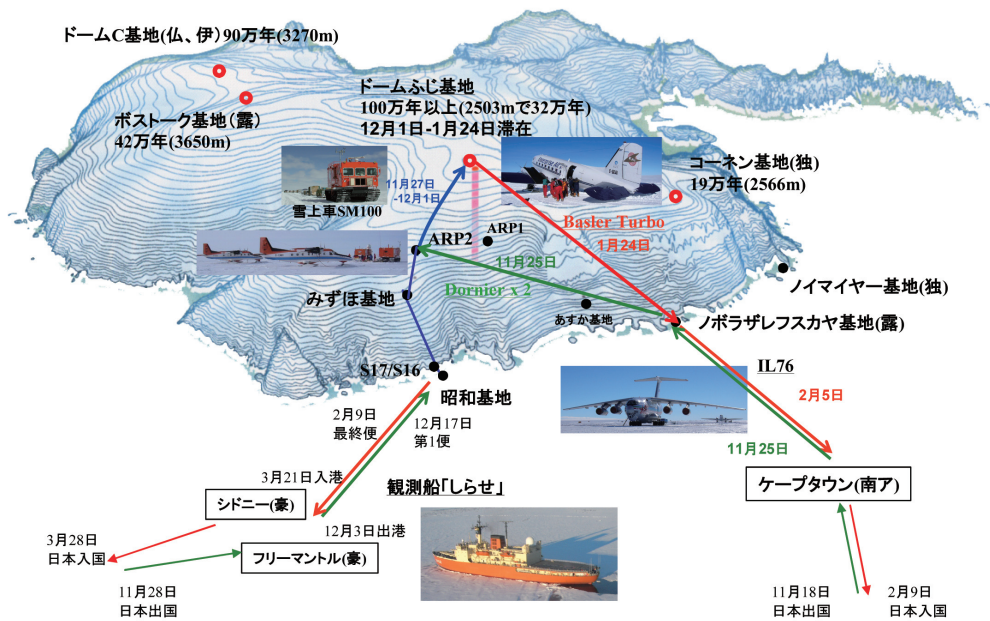 ドームC基地(仏、伊)90万年(3270m)
ボストーク基地(露)
42万年(3650m)
ドームふじ基地
100万年以上(2503mで32万年)
12月1日-1月24日滞在
コーネン基地(独)
19万年(2566m)
11月27日
-12月1日
雪上車SM100
Basler Turbo
1月24日
ARP1
ARP2
11月25日
Dornier x 2
みずほ基地
あすか基地
ノイマイヤー基地(独)
ノボラザレフスカヤ基地(露)
S17/S16
昭和基地
IL76
2月5日
11月25日
2月9日
最終便
12月17日
第1便
3月21日入港
観測船「しらせ」
シドニー(豪)
12月3日出港
フリーマントル(豪)
3月28日
日本入国
11月28日
日本出国
ケープタウン(南ア)
11月18日
日本出国
2月9日
日本入国